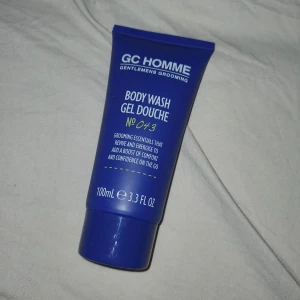 GC HOMME
GENTLEMENS GROOMING
BODY WASH
GEL DOUCHE
Nº 043
GROOMING ESSENTIALS THAT
REVIVE AND ENERGISE TO
ADD A BOOST OF COMFORT
AND CONFIDENCE ON THE GO
100ml ℮ 3.3 FL OZ